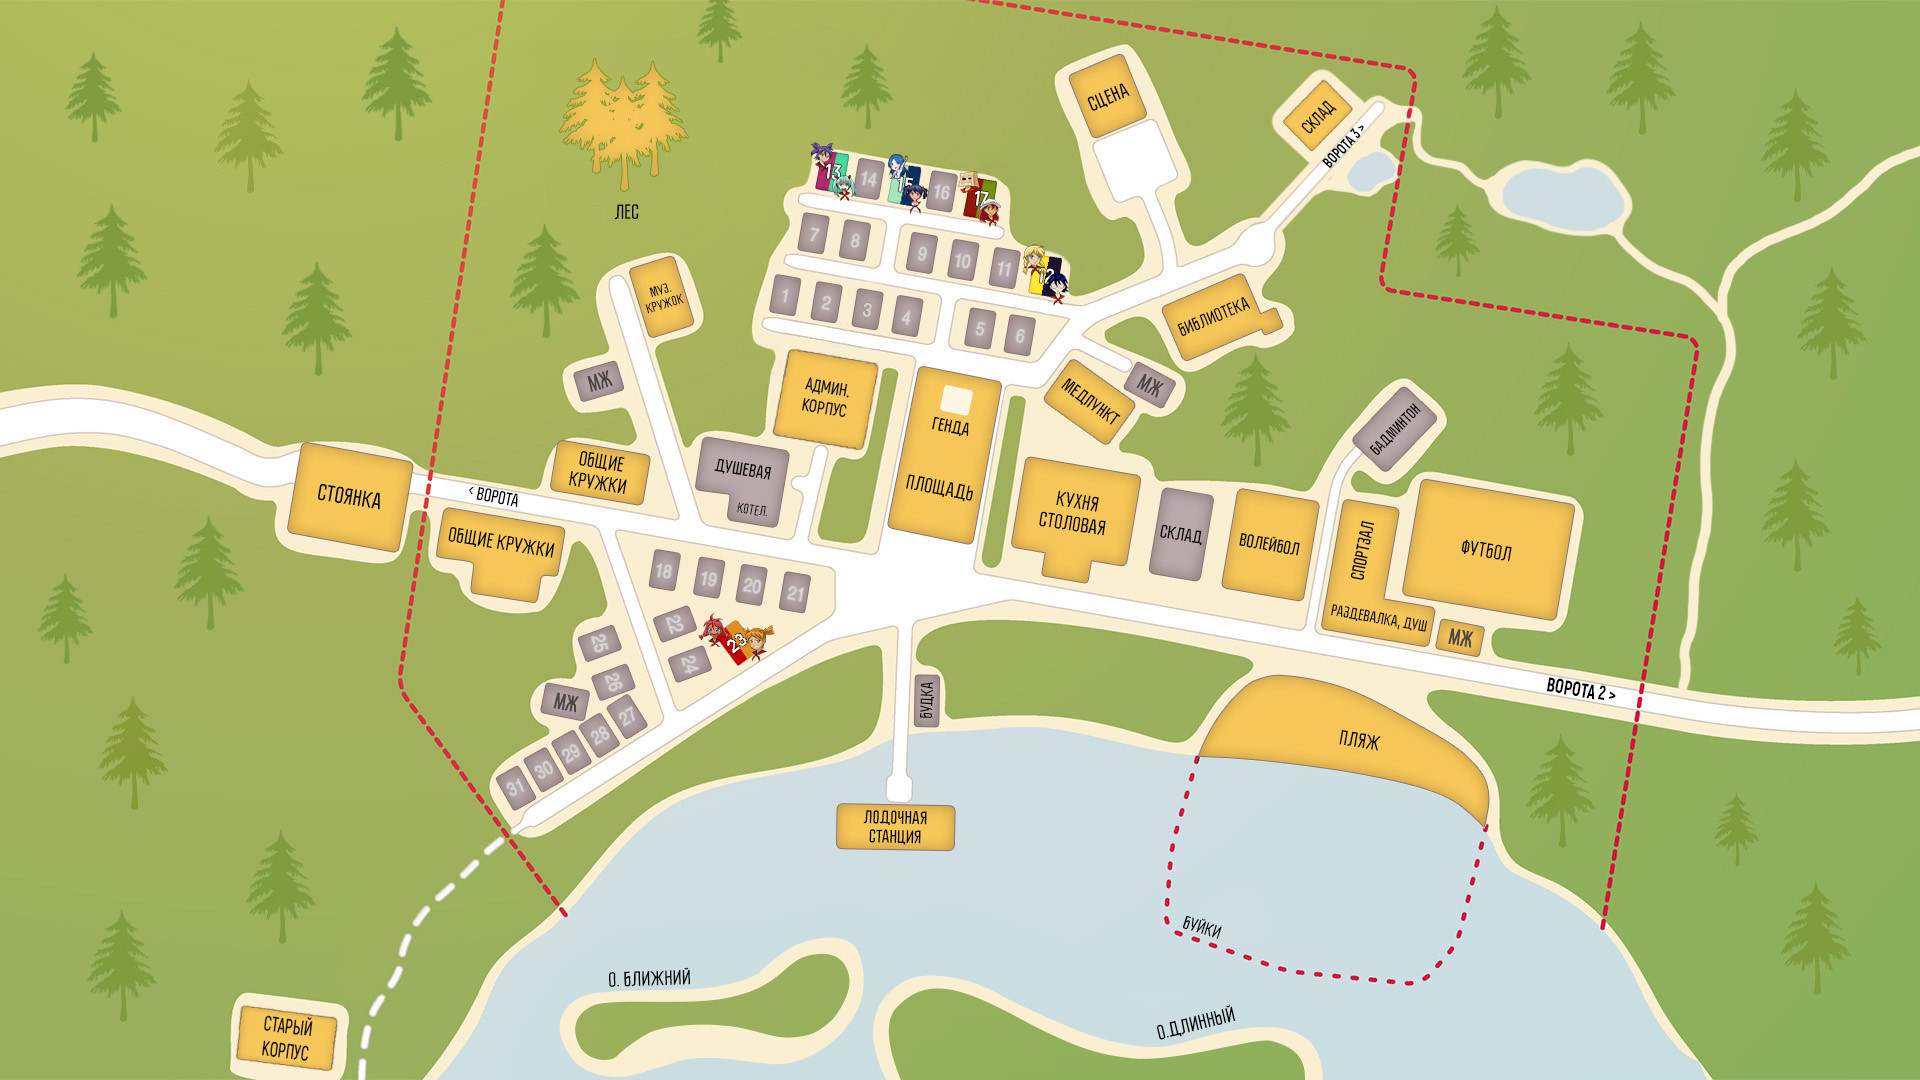 СЦЕНА
СКЛАД
ВОРОТА 3 >
ЛЕС
13
14
15
16
17
7
8
9
10
11
12
1
2
3
4
5
6
МУЗ.
КРУЖОК
БИБЛИОТЕКА
МЖ
АДМИН.
КОРПУС
ГЕНДА
ПЛОЩАДЬ
МЕДПУНКТ
МЖ
БАДМИНТОН
СТОЯНКА
< ВОРОТА
ОБЩИЕ
КРУЖКИ
ОБЩИЕ КРУЖКИ
ДУШЕВАЯ
КОТЕЛ.
КУХНЯ
СТОЛОВАЯ
СКЛАД
ВОЛЕЙБОЛ
СПОРТЗАЛ
РАЗДЕВАЛКА, ДУШ
ФУТБОЛ
МЖ
18
19
20
21
22
23
24
25
26
МЖ
27
28
29
30
31
БУДКА
ВОРОТА 2 >
ПЛЯЖ
ЛОДОЧНАЯ
СТАНЦИЯ
БУЙКИ
О. БЛИЖНИЙ
О.ДЛИННЫЙ
СТАРЫЙ
КОРПУС